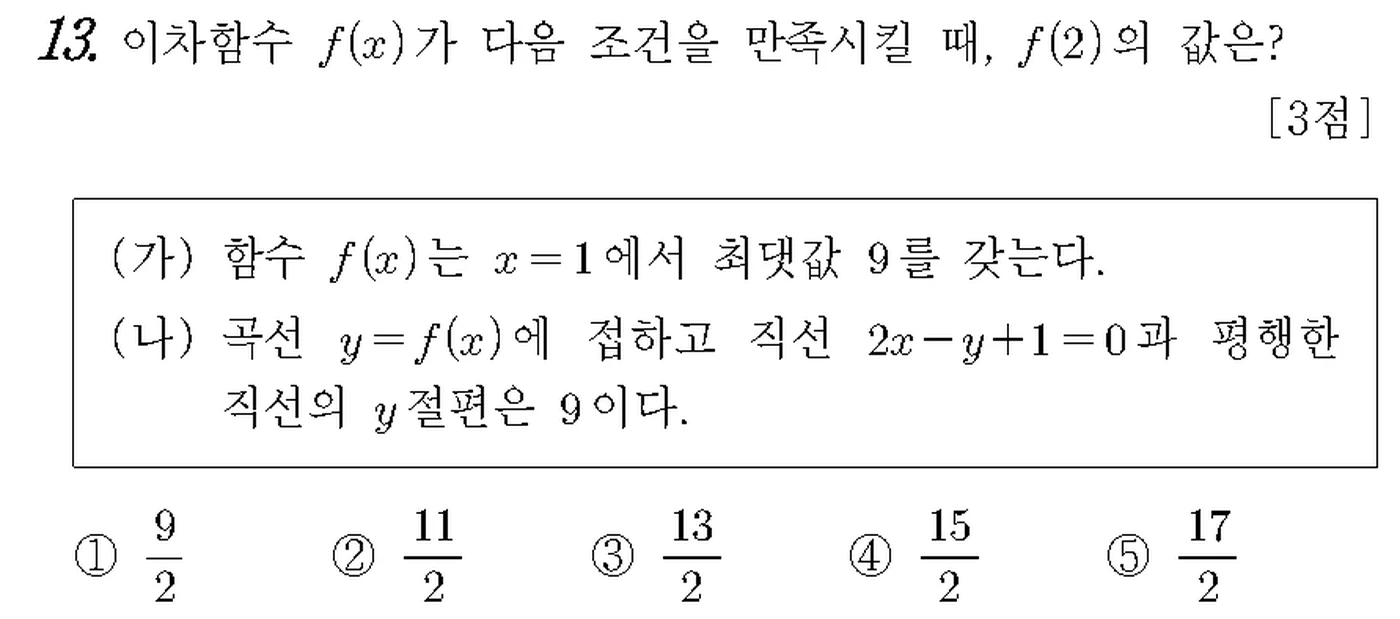 13. 이차함수 f(x)가 다음 조건을 만족시킬 때, f(2)의 값은?
[3점]
(가) 함수 f(x)는 x=1에서 최댓값 9를 갖는다.
(나) 곡선 y=f(x)에 접하고 직선 2x-y+1=0과 평행한
직선의 y절편은 9이다.
① 9/2 ② 11/2 ③ 13/2 ④ 15/2 ⑤ 17/2